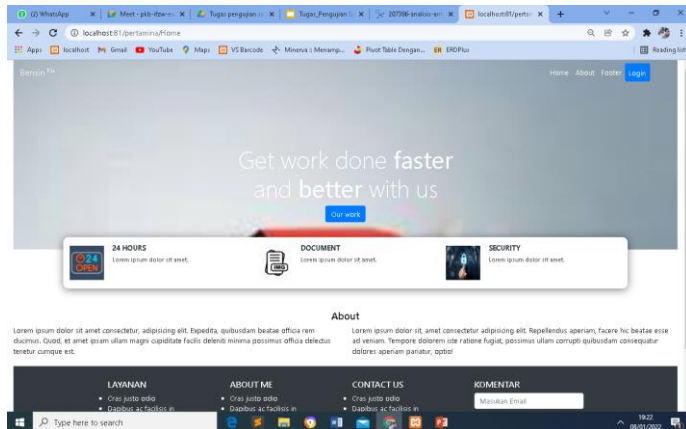 (2) WhatsApp
Meet - pkb-ifzw-e
Tugas pengujian
Tugas_Pengujian S
207386-analisis-
localhost:81/pertam
localhost:81/pertamina/Home
Apps localhost Gmail YouTube Maps VS Barcode Minerva : Menamp... Pivot Table Dengan... ERDPlus Reading list
Bensin
Home About Footer Login
Get work done faster
and better with us
Our work
24 HOURS
Lorem ipsum dolor sit amet.
24
OPEN
DOCUMENT
Lorem ipsum dolor sit amet.
IMG
SECURITY
Lorem ipsum dolor sit amet.
About
Lorem ipsum dolor sit amet consectetur, adipisicing elit. Expedita, quibusdam beatae officia rem
ducimus. Quod, et amet ipsam ullam magni cupiditate facilis deleniti minima possimus officia delectus
tenetur cumque est.
Lorem ipsum dolor sit, amet consectetur adipisicing elit. Repellendus aperiam, facere hic beatae esse
ad veniam. Tempore dolorem iste ratione fugiat, possimus ullam corrupti quibusdam consequatur
dolores aperiam pariatur, optio!
LAYANAN
Cras justo odio
Dapibus ac facilisis in
ABOUT ME
Cras justo odio
Dapibus ac facilisis in
CONTACT US
Cras justo odio
Dapibus ac facilisis in
KOMENTAR
Masukan Email
Type here to search
19:22
08/01/2022